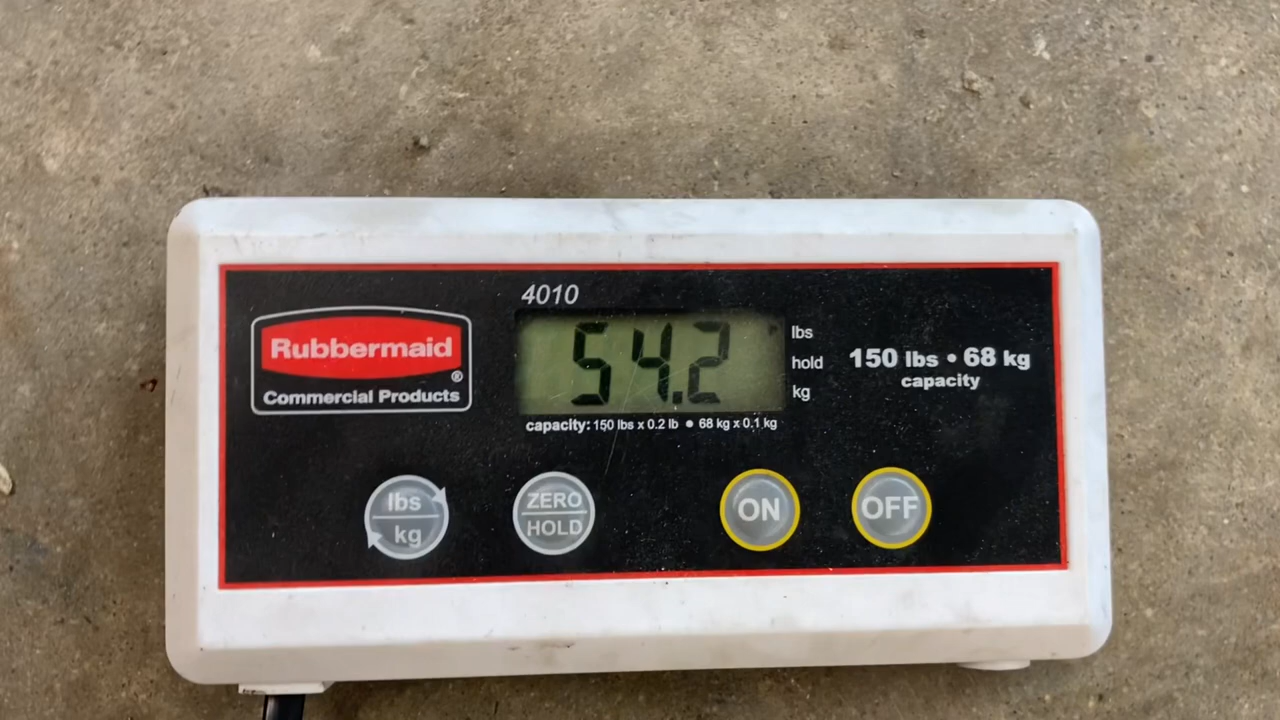 4010
Rubbermaid®
Commercial Products
54.2
lbs
hold
kg
150 lbs • 68 kg
capacity
capacity: 150 lbs x 0.2 lb • 68 kg x 0.1 kg
lbs
kg
ZERO
HOLD
ON
OFF